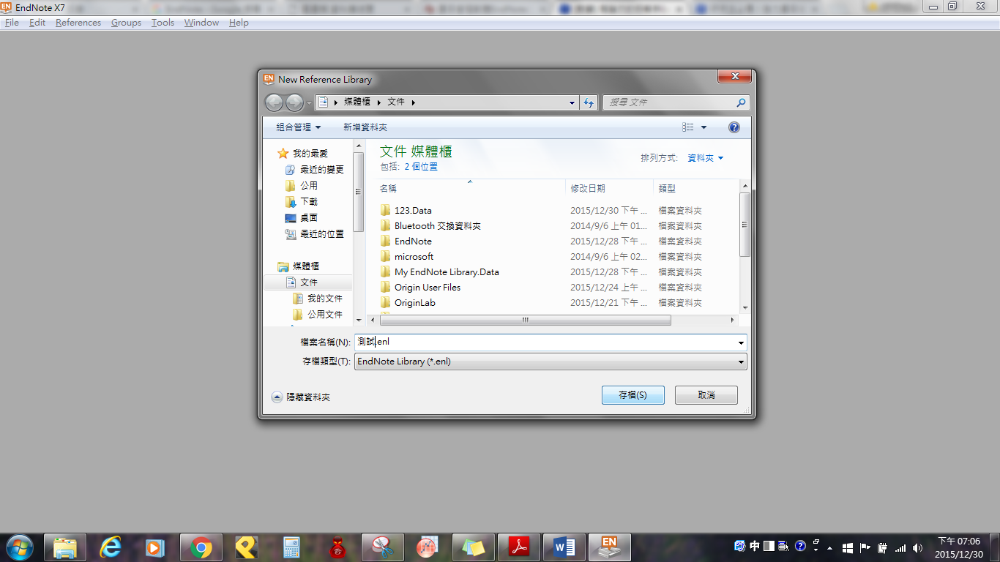 EndNote X7
File Edit References Groups Tools Window Help
New Reference Library
媒體櫃 文件 搜尋 文件
組合管理 新增資料夾
我的最愛
最近的變更
公用
下載
桌面
最近的位置
媒體櫃
文件
我的文件
公用文件
文件 媒體櫃
包括: 2 個位置
排列方式: 資料夾
名稱 修改日期 類型
123.Data 2015/12/30 下午 ... 檔案資料夾
Bluetooth 交換資料夾 2014/9/6 上午 01... 檔案資料夾
EndNote 2015/12/28 下午 ... 檔案資料夾
microsoft 2014/9/6 上午 02... 檔案資料夾
My EndNote Library.Data 2015/12/28 下午 ... 檔案資料夾
Origin User Files 2015/12/24 上午 ... 檔案資料夾
OriginLab 2015/12/21 下午 ... 檔案資料夾
檔案名稱(N): 測試.enl
存檔類型(T): EndNote Library (*.enl)
隱藏資料夾 存檔(S) 取消
中 下午 07:06
2015/12/30